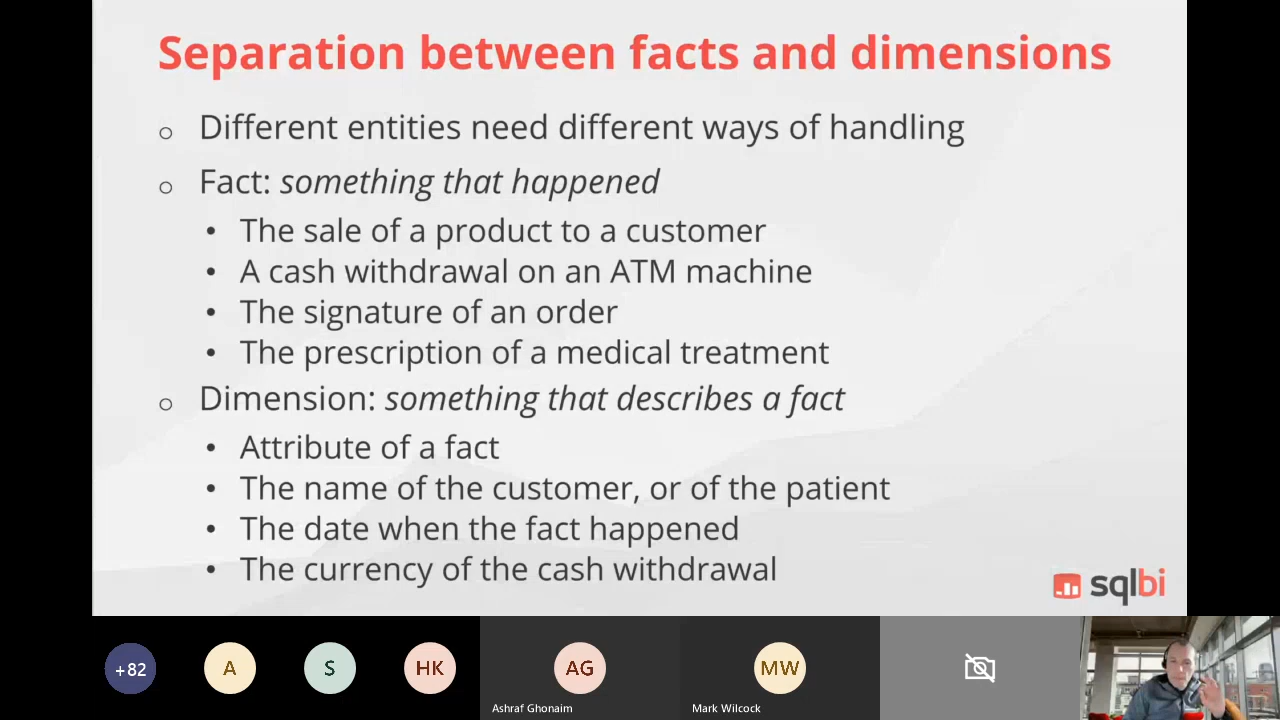 Separation between facts and dimensions
Different entities need different ways of handling
Fact: something that happened
The sale of a product to a customer
A cash withdrawal on an ATM machine
The signature of an order
The prescription of a medical treatment
Dimension: something that describes a fact
Attribute of a fact
The name of the customer, or of the patient
The date when the fact happened
The currency of the cash withdrawal
sqlbi
+82
A
S
HK
AG
MW
Ashraf Ghonaim
Mark Wilcock